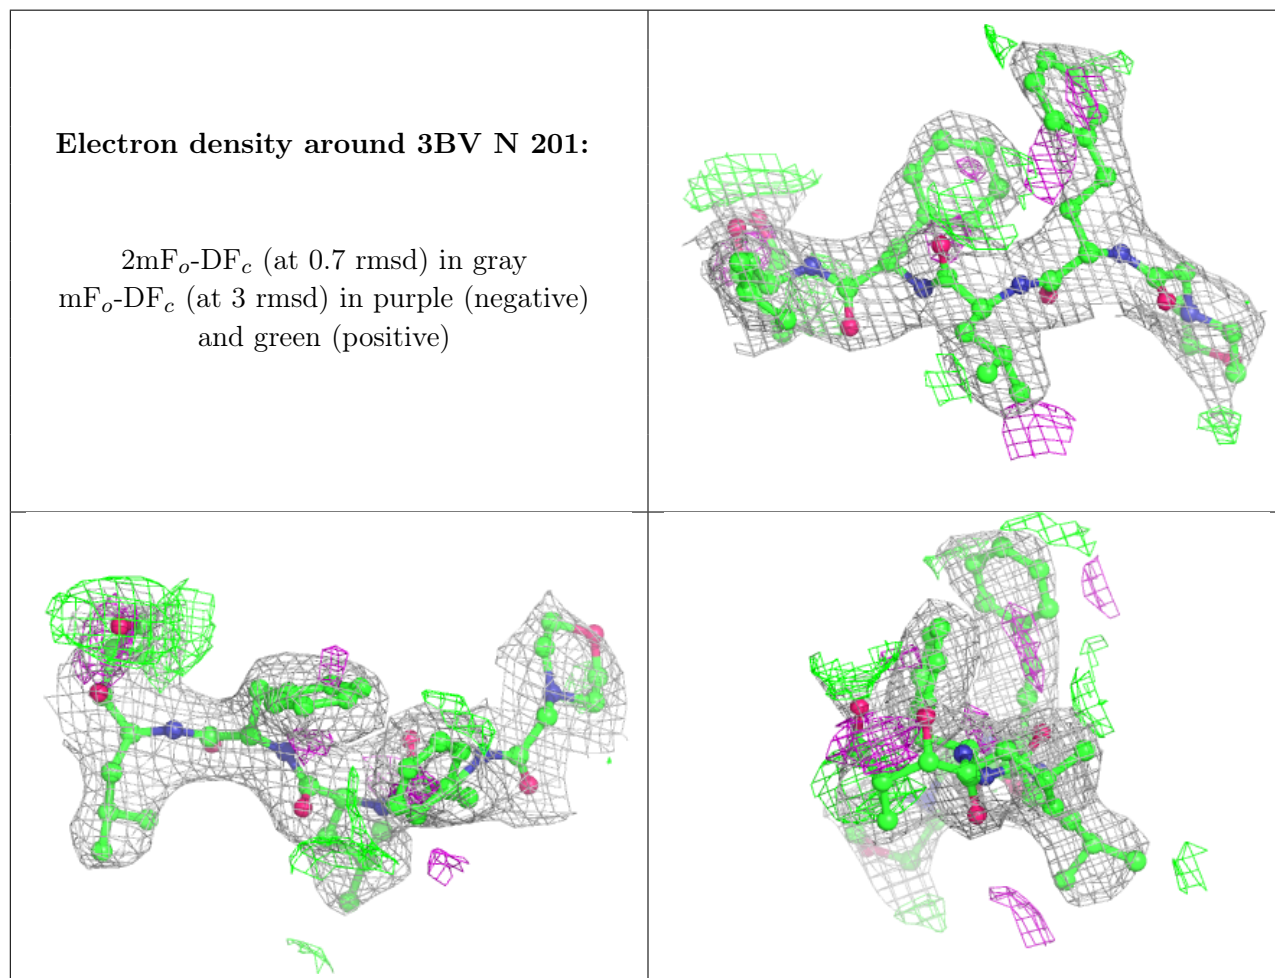 Electron density around 3BV N 201:
2mFo-DFc (at 0.7 rmsd) in gray
mFo-DFc (at 3 rmsd) in purple (negative)
and green (positive)